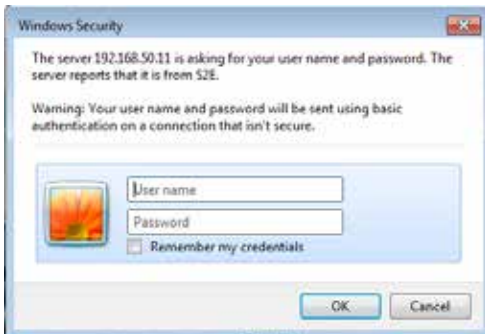 Windows Security
The server 192.168.50.11 is asking for your user name and password. The
server reports that it is from S2E.
Warning: Your user name and password will be sent using basic
authentication on a connection that isn't secure.
User name
Password
Remember my credentials
OK
Cancel